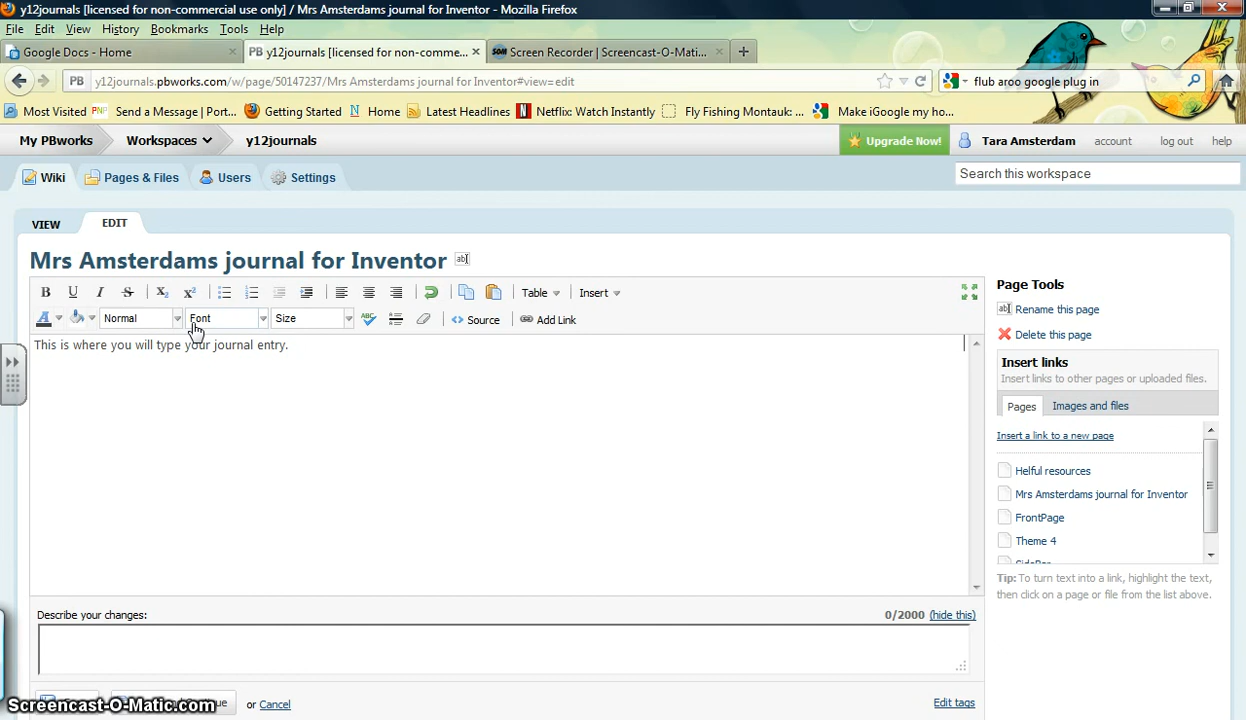 y12journals [licensed for non-commercial use only] / Mrs Amsterdams journal for Inventor - Mozilla Firefox
File Edit View History Bookmarks Tools Help
Google Docs - Home
PB y12journals [licensed for non-comme...
Screen Recorder | Screencast-O-Mati...
PB y12journals.pbworks.com/w/page/50147237/Mrs Amsterdams journal for Inventor#view=edit
flub aroo google plug in
Most Visited PNP Send a Message | Port... Getting Started N Home Latest Headlines N Netflix: Watch Instantly Fly Fishing Montauk: ... Make iGoogle my ho...
My PBworks Workspaces y12journals Upgrade Now! Tara Amsterdam account log out help
Wiki Pages & Files Users Settings
Search this workspace
VIEW EDIT
Mrs Amsterdams journal for Inventor
B U I S X2 X2 Table Insert
A Normal Font Size ABC Source Add Link
This is where you will type your journal entry.
Page Tools
Rename this page
Delete this page
Insert links
Insert links to other pages or uploaded files.
Pages Images and files
Insert a link to a new page
Helful resources
Mrs Amsterdams journal for Inventor
FrontPage
Theme 4
SideBar
Tip: To turn text into a link, highlight the text,
then click on a page or file from the list above.
Describe your changes: 0/2000 (hide this)
or Cancel
Edit tags
Screencast-O-Matic.com